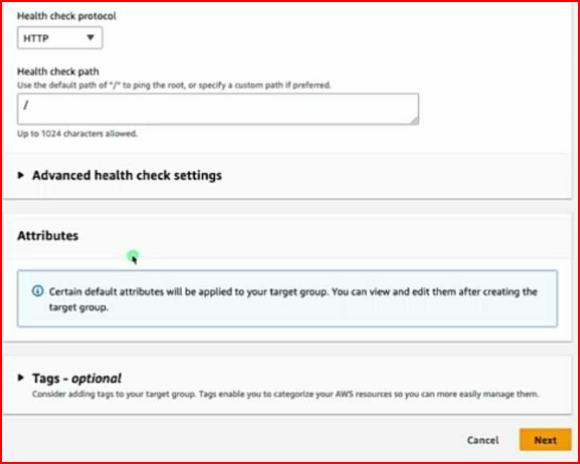 Health check protocol
HTTP
Health check path
Use the default path of "/" to ping the root, or specify a custom path if preferred.
/
Up to 1024 characters allowed.
Advanced health check settings
Attributes
Certain default attributes will be applied to your target group. You can view and edit them after creating the
target group.
Tags - optional
Consider adding tags to your target group. Tags enable you to categorize your AWS resources so you can more easily manage them.
Cancel
Next